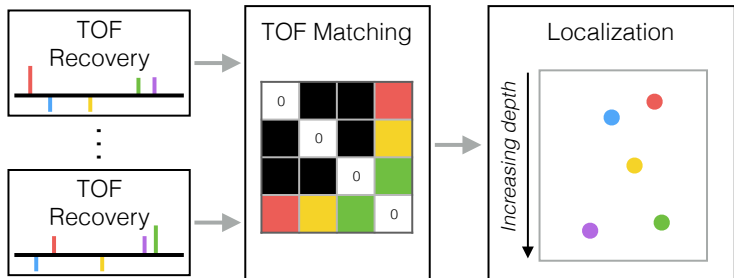 TOF
Recovery
TOF
Recovery
TOF Matching
0
0
0
0
Localization
Increasing depth